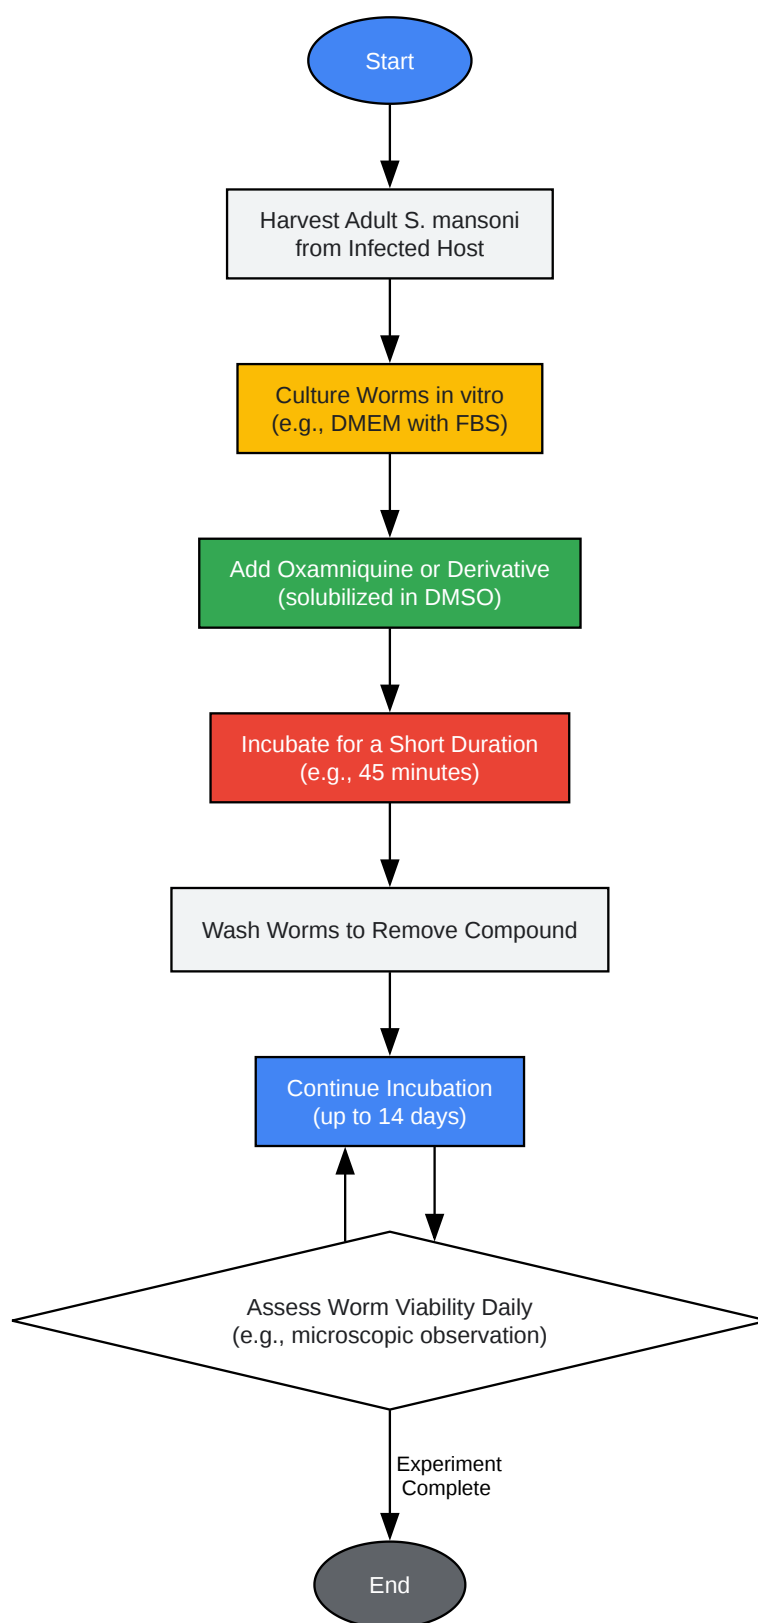 Start
Harvest Adult S. mansoni
from Infected Host
Culture Worms in vitro
(e.g., DMEM with FBS)
Add Oxamniquine or Derivative
(solubilized in DMSO)
Incubate for a Short Duration
(e.g., 45 minutes)
Wash Worms to Remove Compound
Continue Incubation
(up to 14 days)
Assess Worm Viability Daily
(e.g., microscopic observation)
Experiment
Complete
End